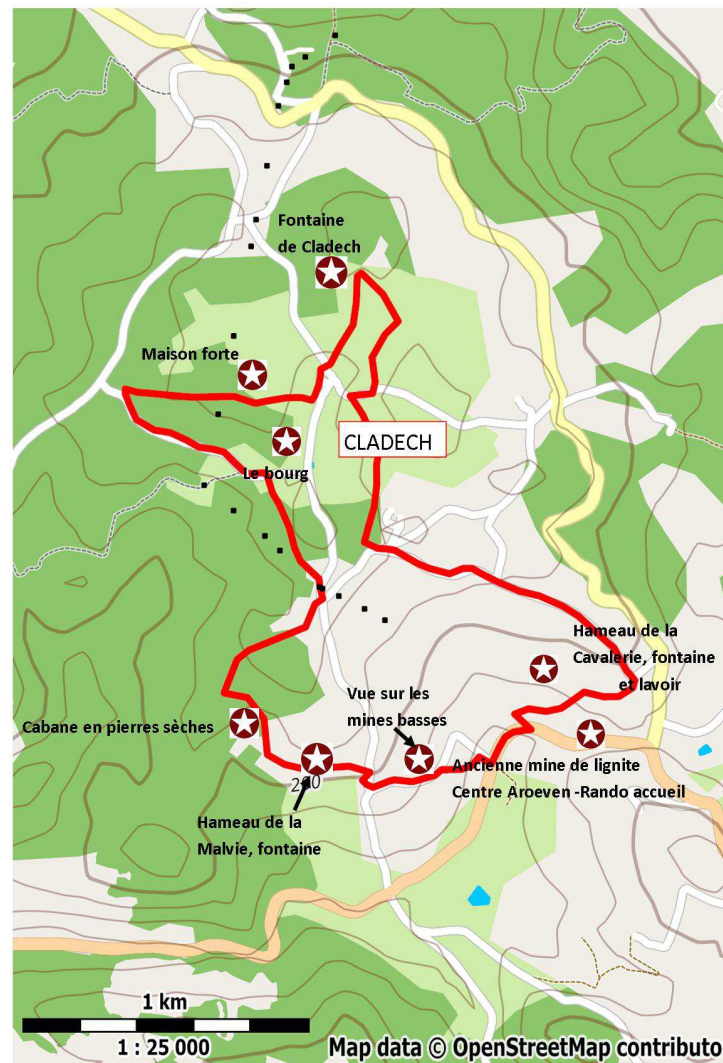 Fontaine
de Cladech
Maison forte
CLADECH
Le bourg
Hameau de la
Cavalerie, fontaine
et lavoir
Vue sur les
mines basses
Cabane en pierres sèches
Ancienne mine de lignite
Centre Aroeven -Rando accueil
200
Hameau de la
Malvie, fontaine
1 km
1 : 25 000
Map data © OpenStreetMap contributo